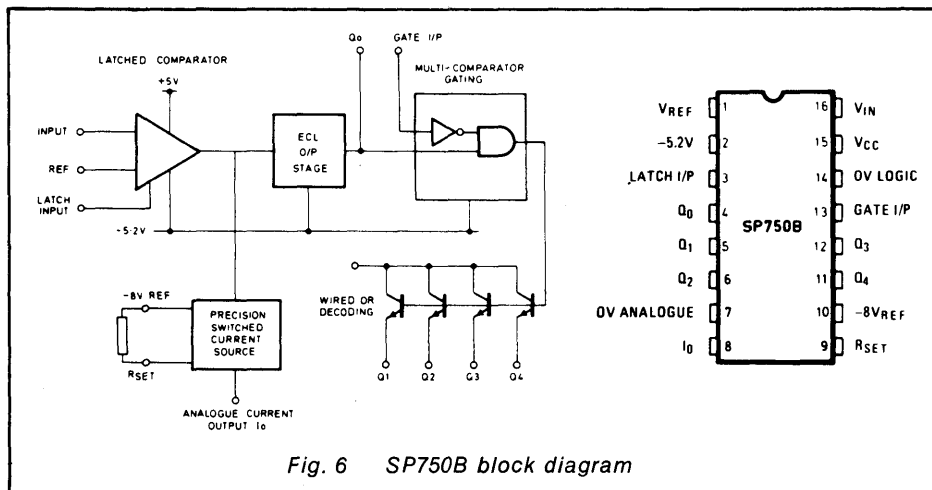 Q0
GATE I/P
LATCHED COMPARATOR
MULTI-COMPARATOR
GATING
+5V
INPUT
REF
LATCH
INPUT
ECL
O/P
STAGE
-5·2V
-8V REF
RSET
PRECISION
SWITCHED
CURRENT
SOURCE
ANALOGUE CURRENT
OUTPUT Io
WIRED OR
DECODING
Q1 Q2 Q3 Q4
VREF 1 16 VIN
-5.2V 2 15 VCC
LATCH I/P 3 14 OV LOGIC
Q0 4 13 GATE I/P
SP750B
Q1 5 12 Q3
Q2 6 11 Q4
OV ANALOGUE 7 10 -8VREF
I0 8 9 RSET
Fig. 6 SP750B block diagram